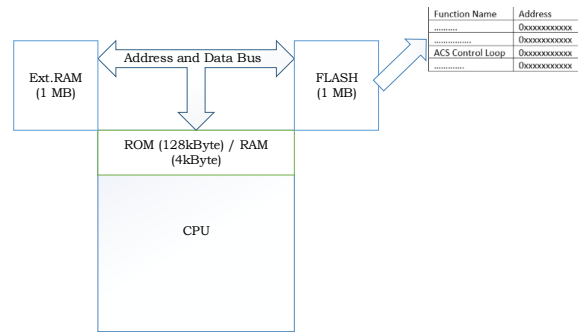 Function Name Address
.......... 0xxxxxxxxxxx
................ 0xxxxxxxxxxx
ACS Control Loop 0xxxxxxxxxxx
............. 0xxxxxxxxxxx
Address and Data Bus
Ext.RAM
(1 MB)
FLASH
(1 MB)
ROM (128kByte) / RAM
(4kByte)
CPU